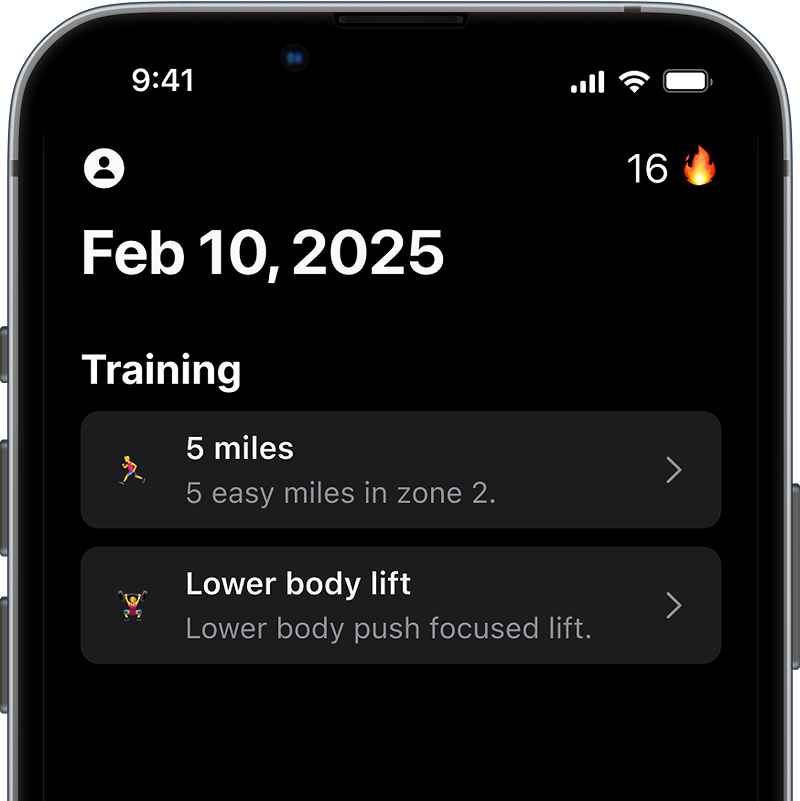 9:41
16 🔥
Feb 10, 2025
Training
5 miles
5 easy miles in zone 2.
Lower body lift
Lower body push focused lift.